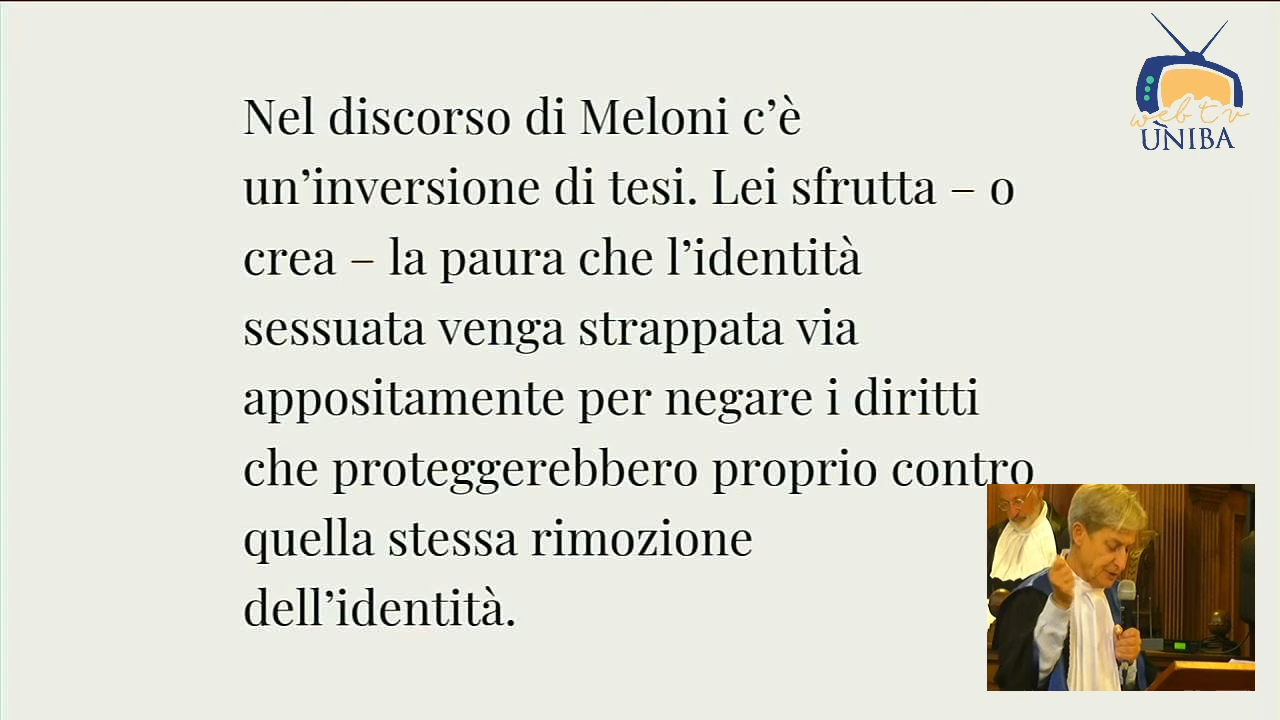 Nel discorso di Meloni c’è
un’inversione di tesi. Lei sfrutta – o
crea – la paura che l’identità
sessuata venga strappata via
appositamente per negare i diritti
che proteggerebbero proprio contro
quella stessa rimozione
dell’identità.
web tv
UNIBA